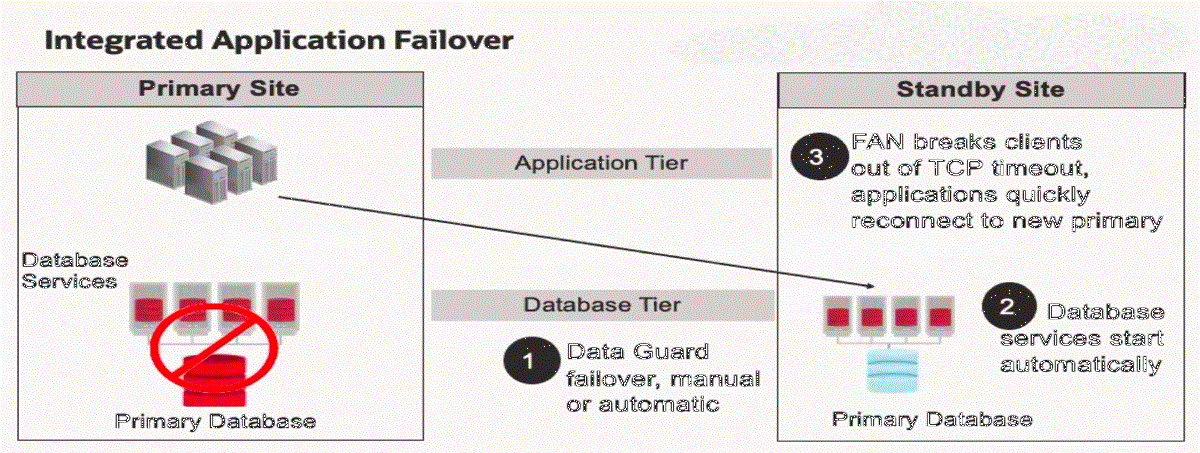 Integrated Application Failover
Primary Site
Database
Services
Primary Database
Application Tier
Database Tier
1
Data Guard
failover, manual
or automatic
Standby Site
3
FAN breaks clients
out of TCP timeout,
applications quickly
reconnect to new primary
2
Database
services start
automatically
Primary Database